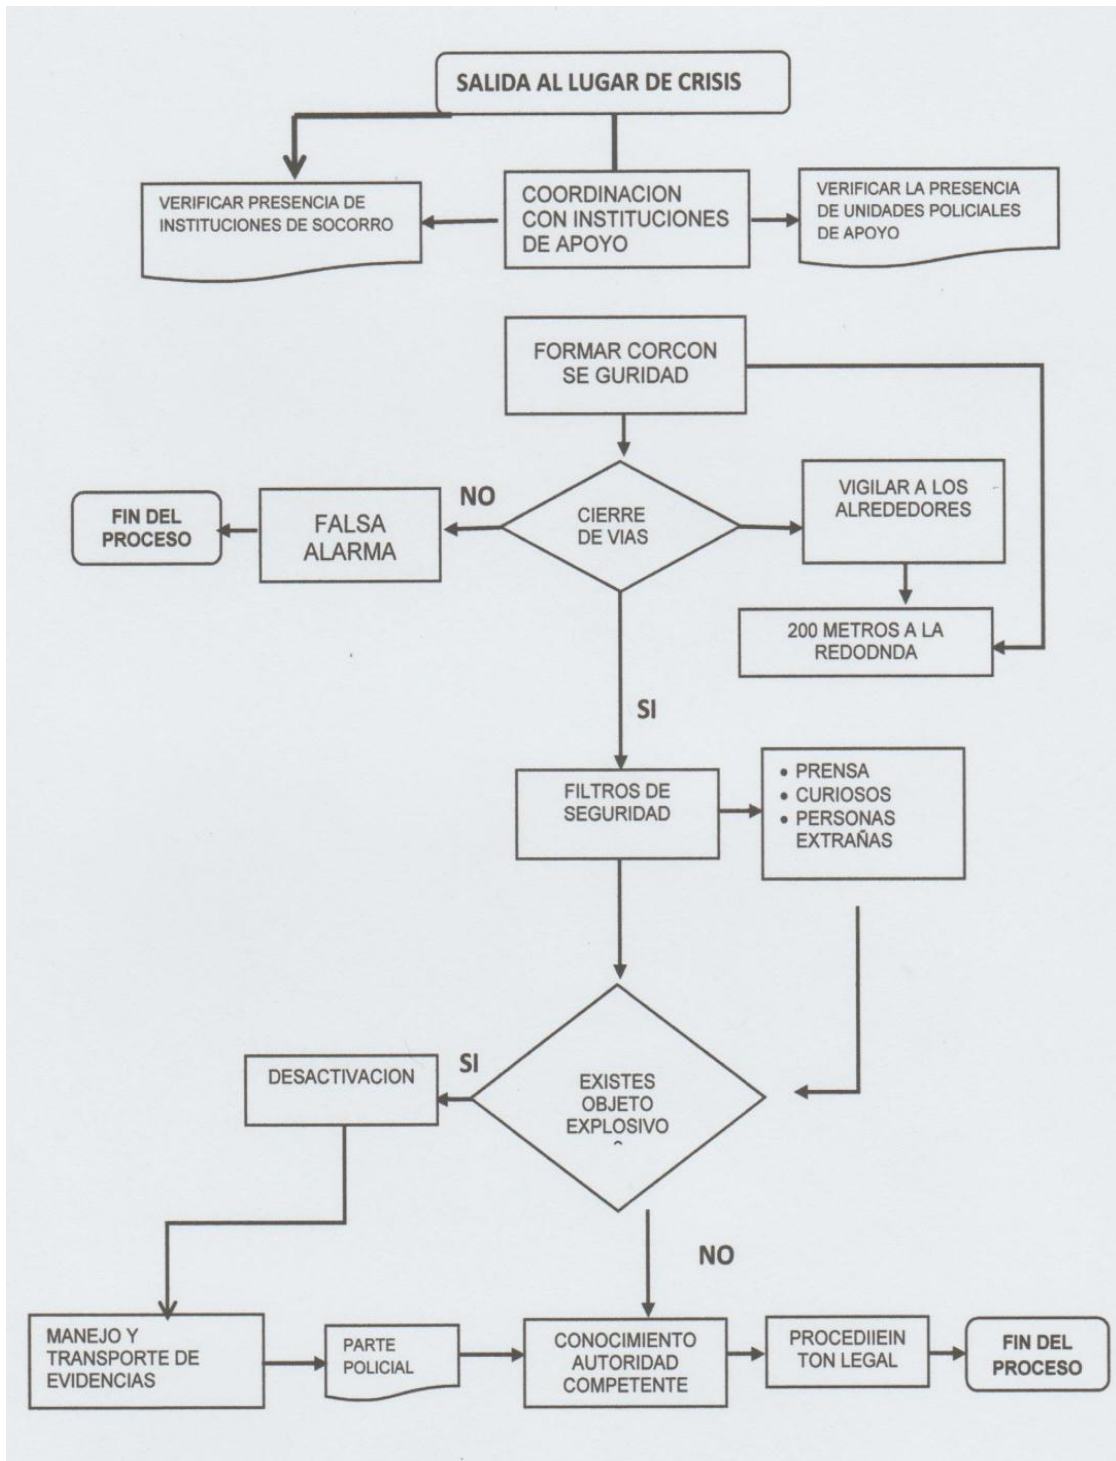 SALIDA AL LUGAR DE CRISIS
VERIFICAR PRESENCIA DE
INSTITUCIONES DE SOCORRO
COORDINACION
CON INSTITUCIONES
DE APOYO
VERIFICAR LA PRESENCIA
DE UNIDADES POLICIALES
DE APOYO
FORMAR CORCON
SE GURIDAD
FIN DEL
PROCESO
FALSA
ALARMA
NO
CIERRE
DE VIAS
VIGILAR A LOS
ALREDEDORES
200 METROS A LA
REDODNDA
SI
FILTROS DE
SEGURIDAD
• PRENSA
• CURIOSOS
• PERSONAS
EXTRAÑAS
DESACTIVACION
SI
EXISTES
OBJETO
EXPLOSIVO
NO
MANEJO Y
TRANSPORTE DE
EVIDENCIAS
PARTE
POLICIAL
CONOCIMIENTO
AUTORIDAD
COMPETENTE
PROCEDIIEIN
TON LEGAL
FIN DEL
PROCESO